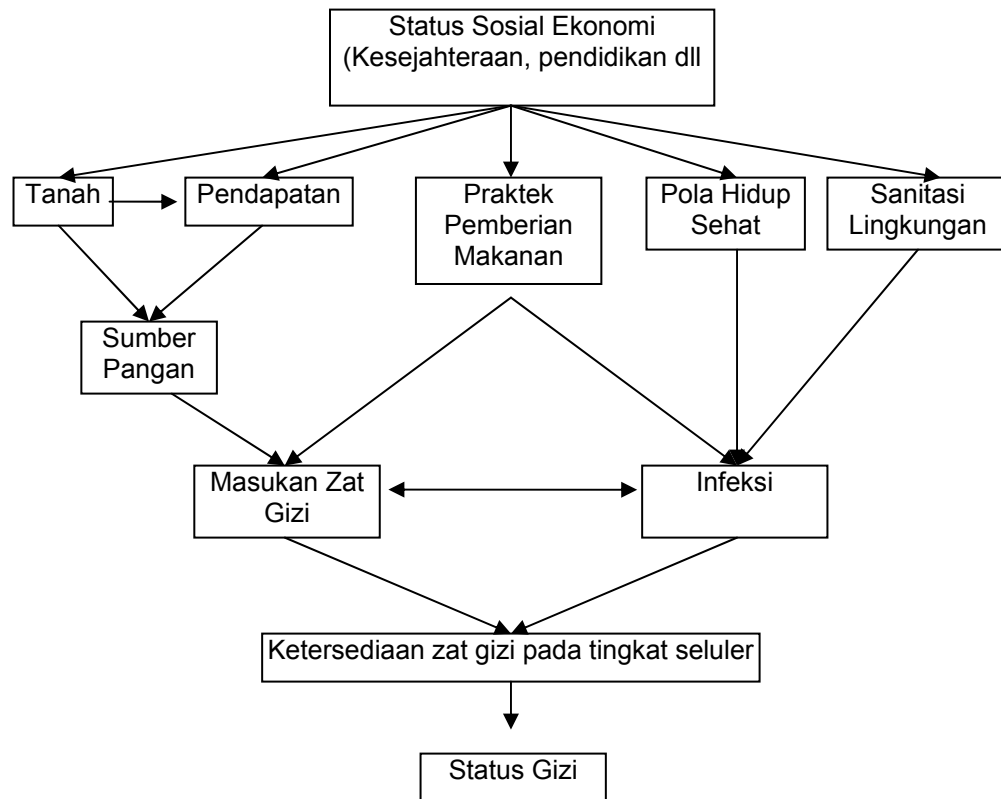 Status Sosial Ekonomi
(Kesejahteraan, pendidikan dll
Tanah
Pendapatan
Praktek
Pemberian
Makanan
Pola Hidup
Sehat
Sanitasi
Lingkungan
Sumber
Pangan
Masukan Zat
Gizi
Infeksi
Ketersediaan zat gizi pada tingkat seluler
Status Gizi